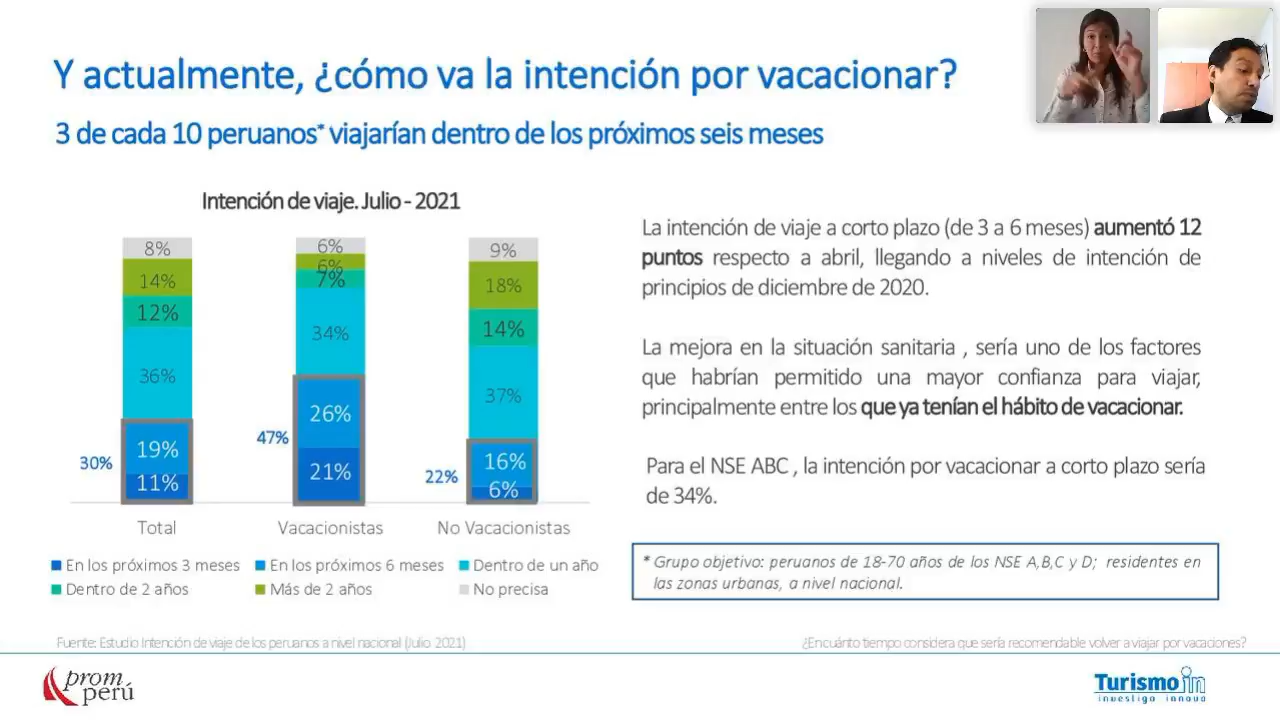 Y actualmente, ¿cómo va la intención por vacacionar?
3 de cada 10 peruanos* viajarían dentro de los próximos seis meses
Intención de viaje. Julio - 2021
8%
14%
12%
36%
19%
11%
30%
6%
6%
7%
34%
26%
21%
47%
9%
18%
14%
37%
16%
6%
22%
Total
Vacacionistas
No Vacacionistas
En los próximos 3 meses
En los próximos 6 meses
Dentro de un año
Dentro de 2 años
Más de 2 años
No precisa
La intención de viaje a corto plazo (de 3 a 6 meses) aumentó 12
puntos respecto a abril, llegando a niveles de intención de
principios de diciembre de 2020.
La mejora en la situación sanitaria , sería uno de los factores
que habrían permitido una mayor confianza para viajar,
principalmente entre los que ya tenían el hábito de vacacionar.
Para el NSE ABC , la intención por vacacionar a corto plazo sería
de 34%.
* Grupo objetivo: peruanos de 18-70 años de los NSE A,B,C y D; residentes en
las zonas urbanas, a nivel nacional.
Fuente: Estudio Intención de viaje de los peruanos a nivel nacional (Julio 2021)
¿En cuánto tiempo considera que sería recomendable volver a viajar por vacaciones?
prom
perú
Turismo in
investiga innova